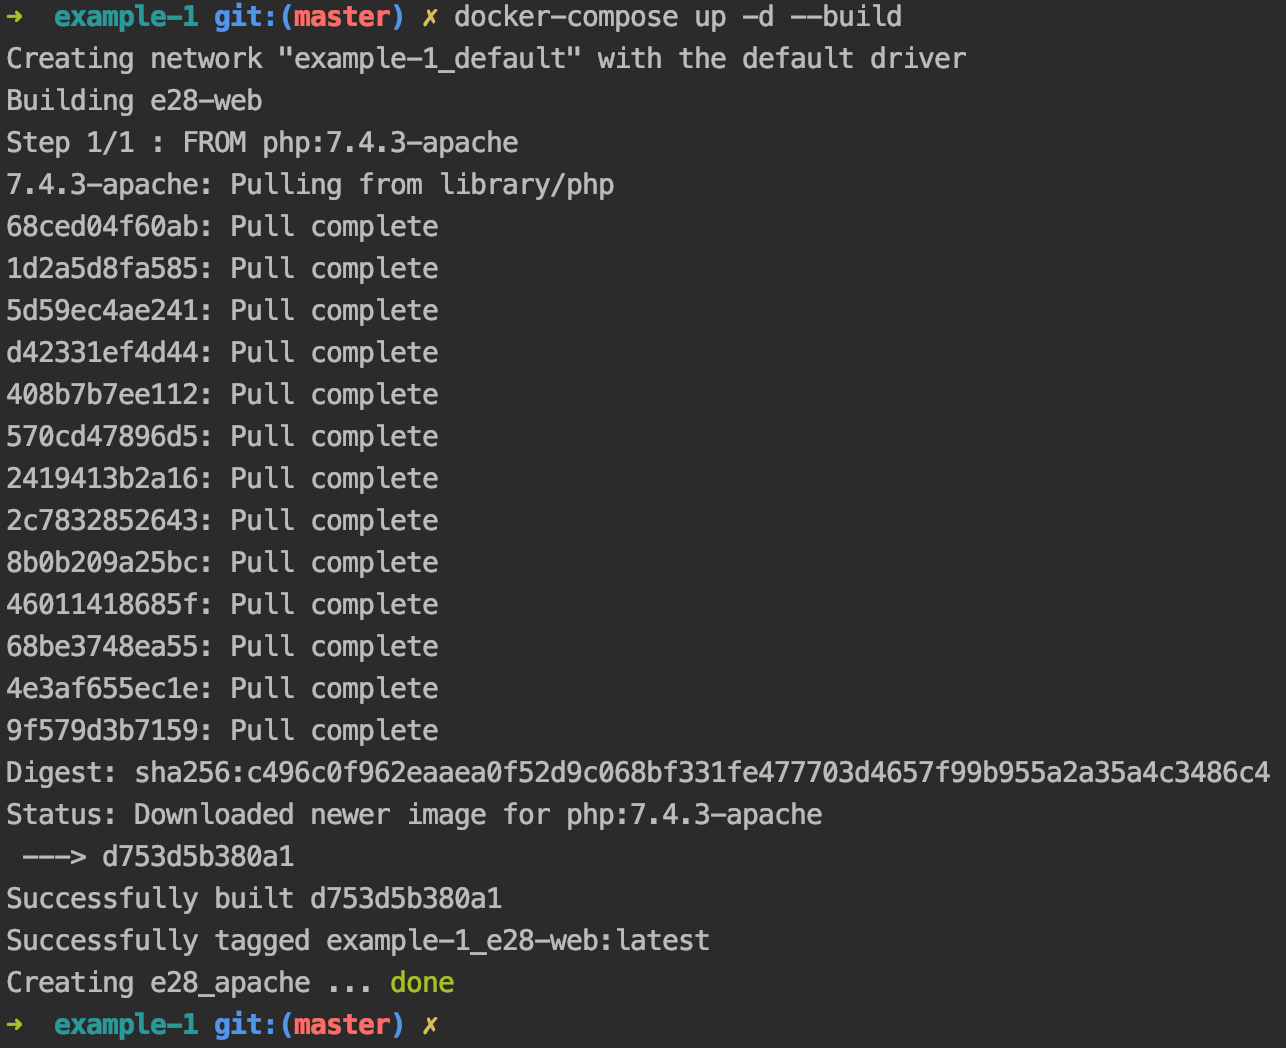 ➜  example-1 git:(master) ✗ docker-compose up -d --build
Creating network "example-1_default" with the default driver
Building e28-web
Step 1/1 : FROM php:7.4.3-apache
7.4.3-apache: Pulling from library/php
68ced04f60ab: Pull complete
1d2a5d8fa585: Pull complete
5d59ec4ae241: Pull complete
d42331ef4d44: Pull complete
408b7b7ee112: Pull complete
570cd47896d5: Pull complete
2419413b2a16: Pull complete
2c7832852643: Pull complete
8b0b209a25bc: Pull complete
46011418685f: Pull complete
68be3748ea55: Pull complete
4e3af655ec1e: Pull complete
9f579d3b7159: Pull complete
Digest: sha256:c496c0f962eaaea0f52d9c068bf331fe477703d4657f99b955a2a35a4c3486c4
Status: Downloaded newer image for php:7.4.3-apache
 ---> d753d5b380a1
Successfully built d753d5b380a1
Successfully tagged example-1_e28-web:latest
Creating e28_apache ... done
➜  example-1 git:(master) ✗